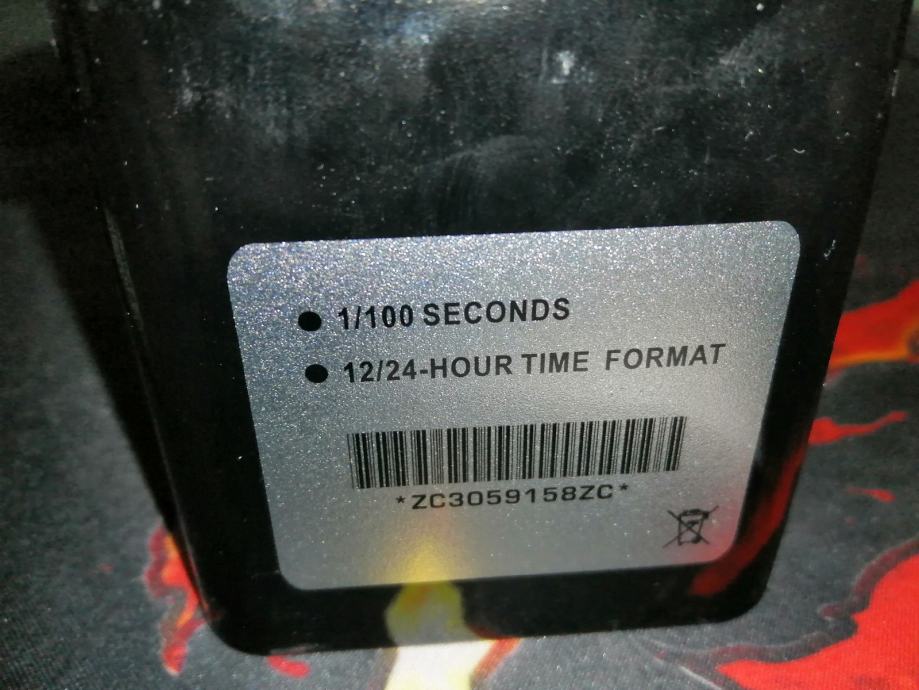 ● 1/100 SECONDS
● 12/24-HOUR TIME FORMAT
*ZC3059158ZC*